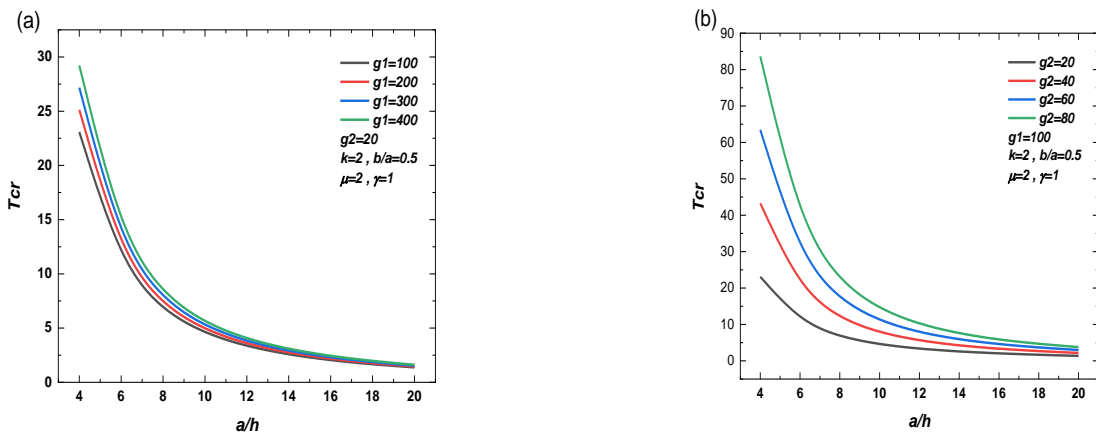 (a)
30
25
20
15
10
5
0
4 6 8 10 12 14 16 18 20
Tcr
a/h
g1=100
g1=200
g1=300
g1=400
g2=20
k=2 , b/a=0.5
μ=2 , γ=1
(b)
90
80
70
60
50
40
30
20
10
0
4 6 8 10 12 14 16 18 20
Tcr
a/h
g2=20
g2=40
g2=60
g2=80
g1=100
k=2 , b/a=0.5
μ=2 , γ=1